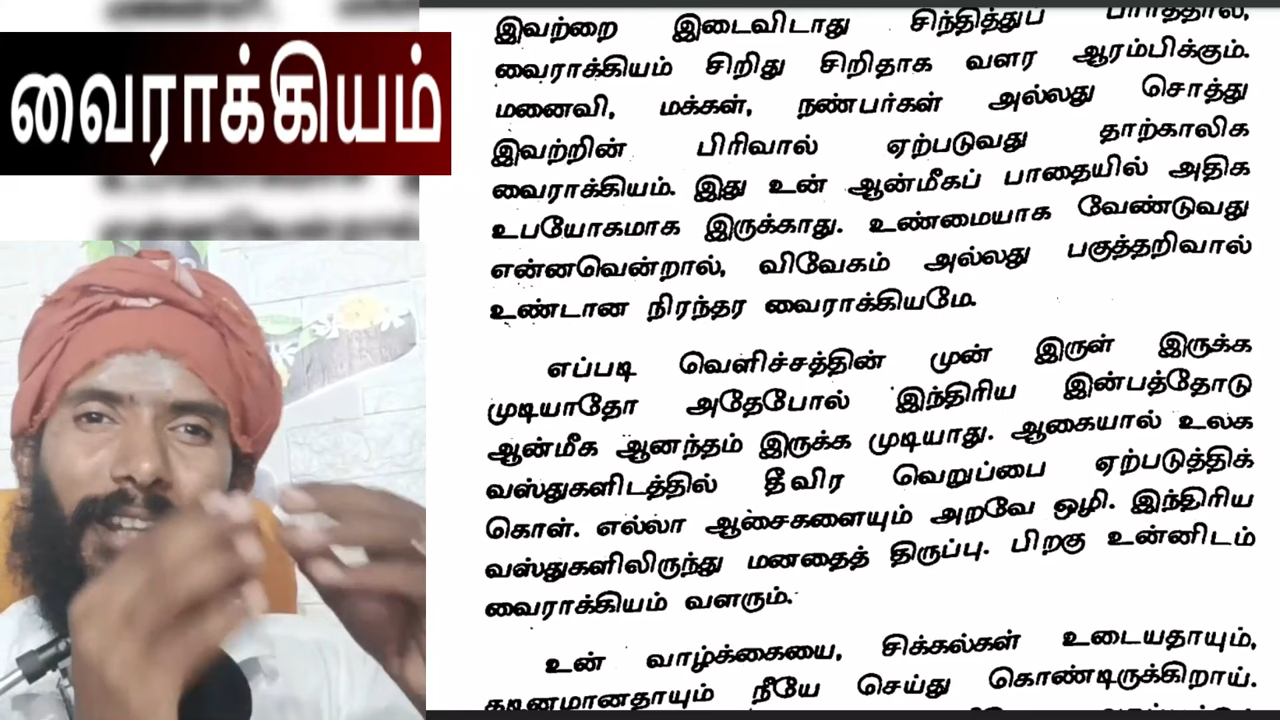 வைராக்கியம்
இவற்றை இடைவிடாது சிந்தித்துப் பார்த்தால்,
வைராக்கியம் சிறிது சிறிதாக வளர ஆரம்பிக்கும்.
மனைவி, மக்கள், நண்பர்கள் அல்லது சொத்து
இவற்றின் பிரிவால் ஏற்படுவது தாற்காலிக
வைராக்கியம். இது உன் ஆன்மீகப் பாதையில் அதிக
உபயோகமாக இருக்காது. உண்மையாக வேண்டுவது
என்னவென்றால், விவேகம் அல்லது பகுத்தறிவால்
உண்டான நிரந்தர வைராக்கியமே.
எப்படி வெளிச்சத்தின் முன் இருள் இருக்க
முடியாதோ அதேபோல் இந்திரிய இன்பத்தோடு
ஆன்மீக ஆனந்தம் இருக்க முடியாது. ஆகையால் உலக
வஸ்துகளிடத்தில் தீவிர வெறுப்பை ஏற்படுத்திக்
கொள். எல்லா ஆசைகளையும் அறவே ஒழி. இந்திரிய
வஸ்துகளிலிருந்து மனதைத் திருப்பு. பிறகு உன்னிடம்
வைராக்கியம் வளரும்.
உன் வாழ்க்கையை, சிக்கல்கள் உடையதாயும்,
கடினமானதாயும் நீயே செய்து கொண்டிருக்கிறாய்.